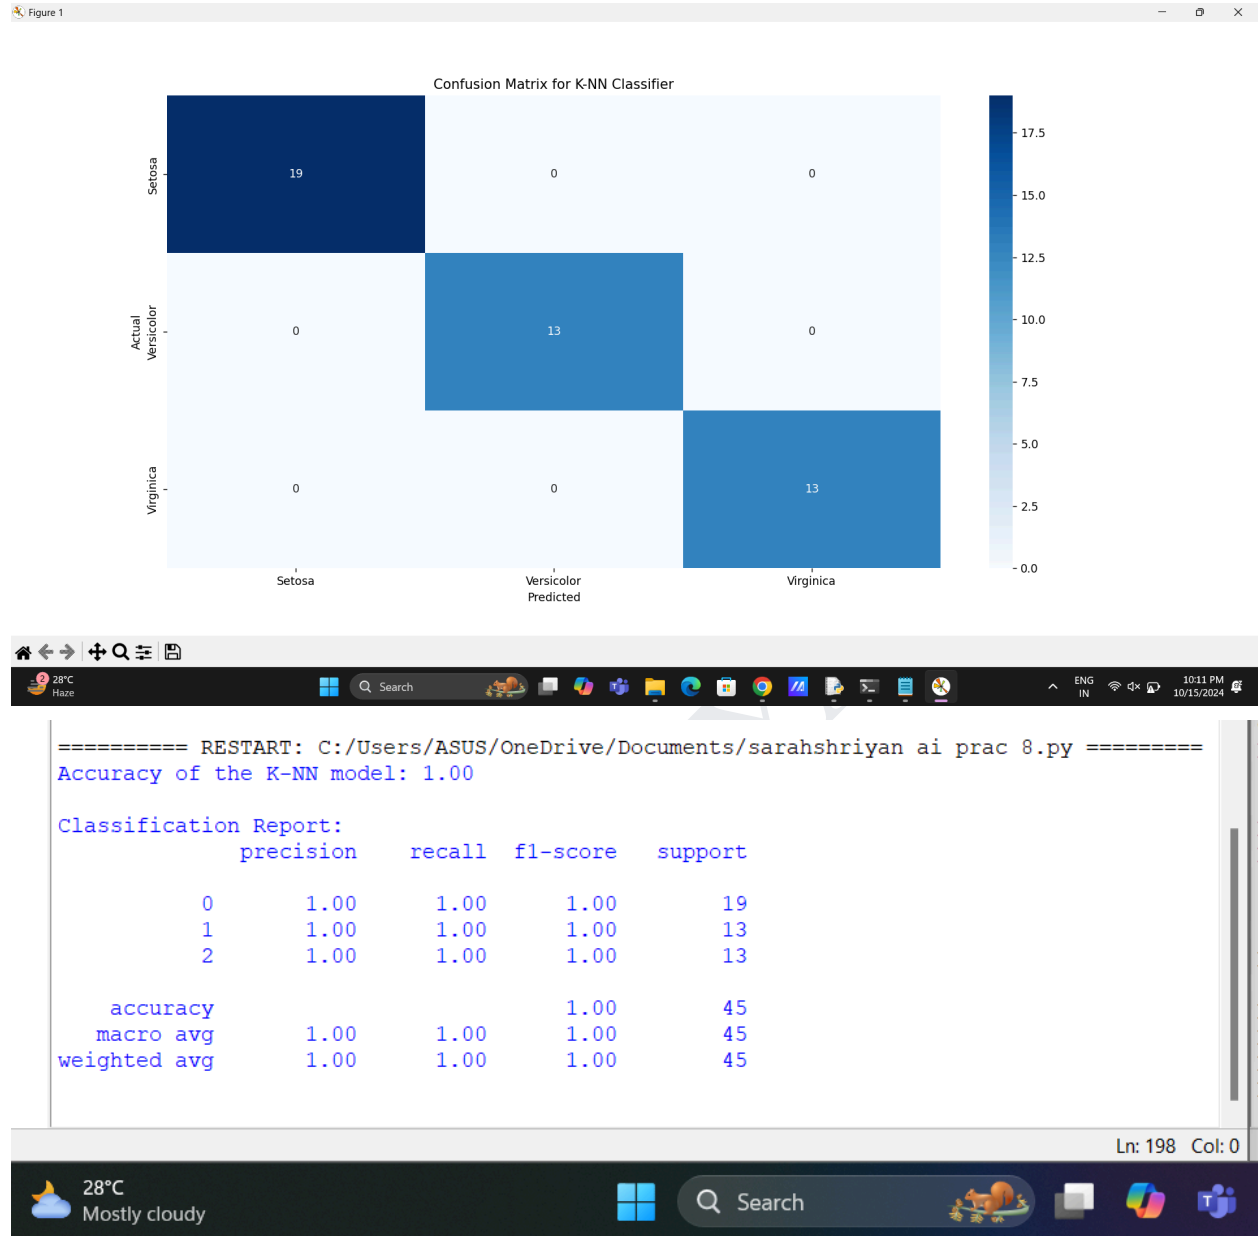 Figure 1
Confusion Matrix for K-NN Classifier
Setosa
19
0
0
Actual
Versicolor
0
13
0
Virginica
0
0
13
Setosa
Versicolor
Virginica
Predicted
17.5
15.0
12.5
10.0
7.5
5.0
2.5
0.0
2
28°C
Haze
Search
ENG
IN
10:11 PM
10/15/2024
========== RESTART: C:/Users/ASUS/OneDrive/Documents/sarahshriyan ai prac 8.py =========
Accuracy of the K-NN model: 1.00
Classification Report:
precision recall f1-score support
0 1.00 1.00 1.00 19
1 1.00 1.00 1.00 13
2 1.00 1.00 1.00 13
accuracy 1.00 45
macro avg 1.00 1.00 1.00 45
weighted avg 1.00 1.00 1.00 45
Ln: 198 Col: 0
28°C
Mostly cloudy
Search